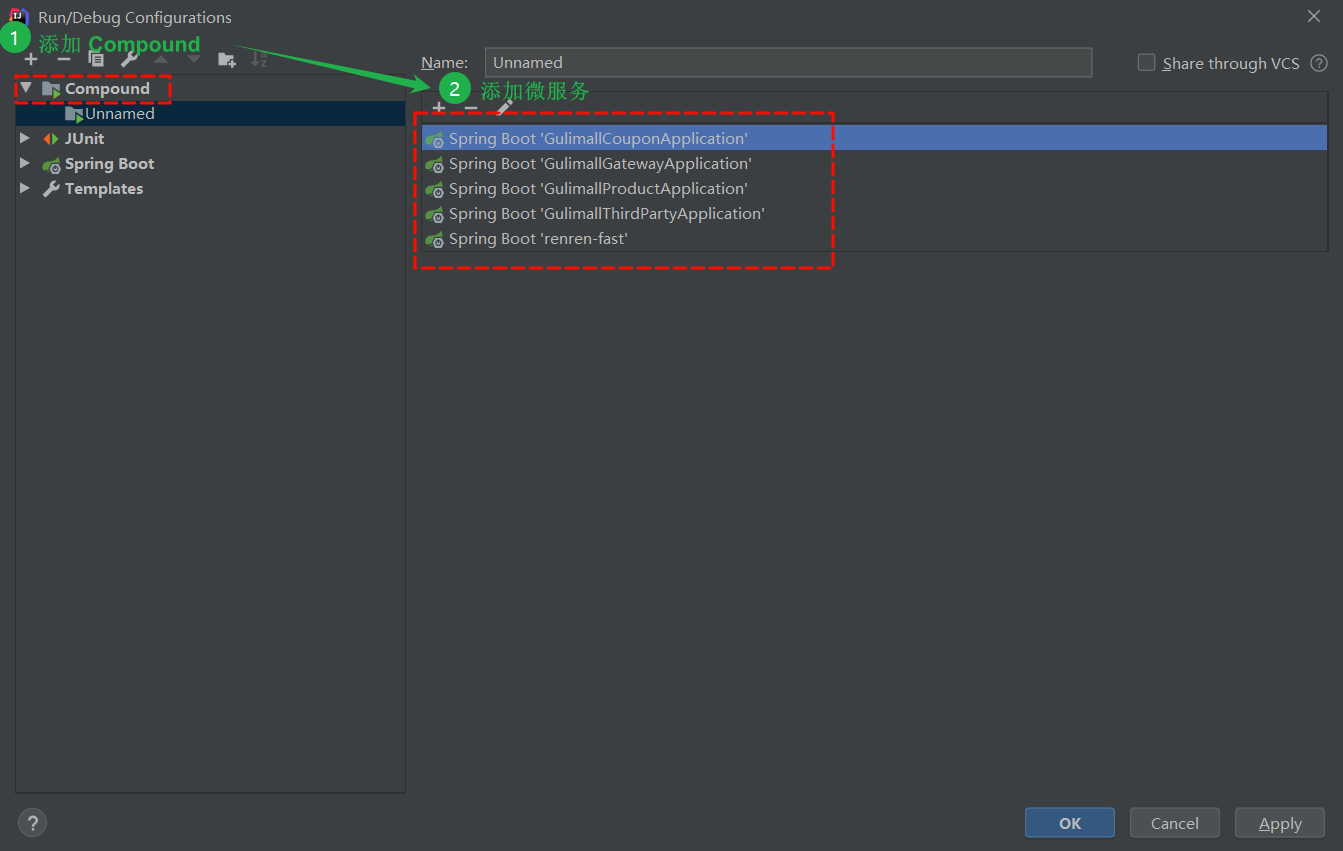 Run/Debug Configurations
1 添加 Compound
Name: Unnamed
Share through VCS
2 添加微服务
Compound
Unnamed
JUnit
Spring Boot
Templates
Spring Boot 'GulimallCouponApplication'
Spring Boot 'GulimallGatewayApplication'
Spring Boot 'GulimallProductApplication'
Spring Boot 'GulimallThirdPartyApplication'
Spring Boot 'renren-fast'
OK
Cancel
Apply